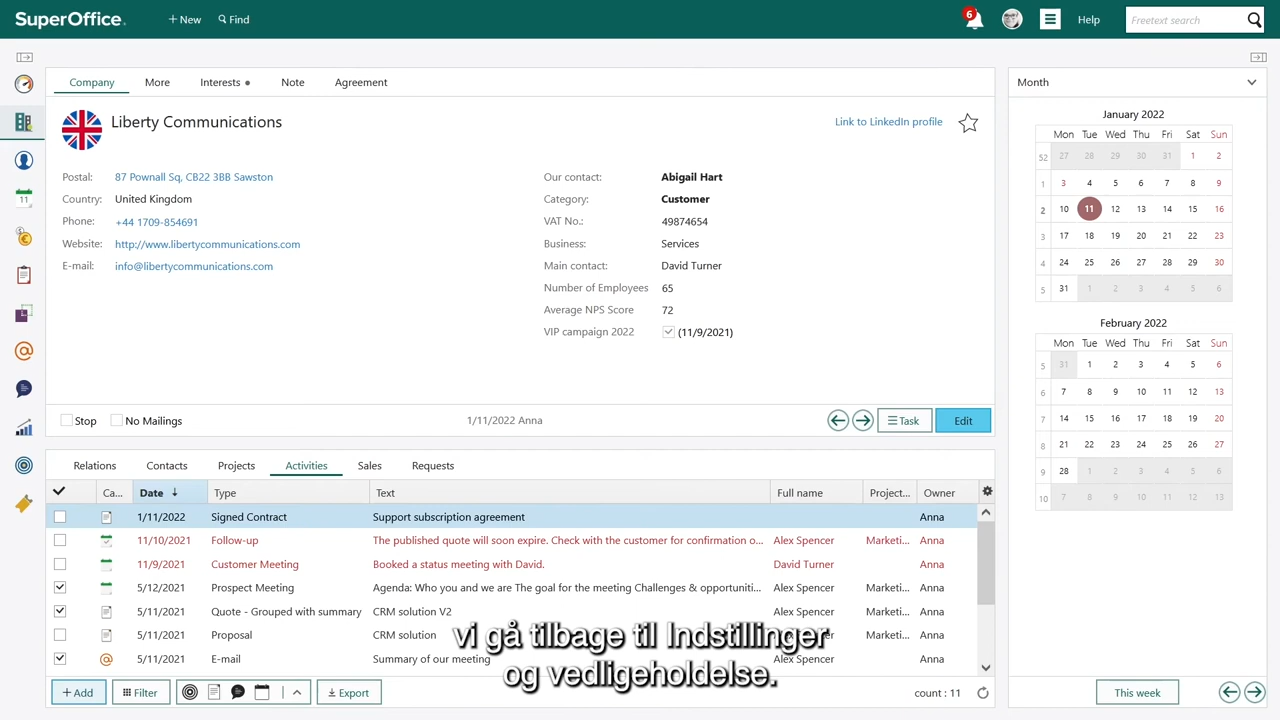 SuperOffice.
+ New
Find
6
Help
Freetext search
Company
More
Interests
Note
Agreement
Liberty Communications
Link to LinkedIn profile
Postal: 87 Pownall Sq, CB22 3BB Sawston
Country: United Kingdom
Phone: +44 1709-854691
Website: http://www.libertycommunications.com
E-mail: info@libertycommunications.com
Our contact: Abigail Hart
Category: Customer
VAT No.: 49874654
Business: Services
Main contact: David Turner
Number of Employees 65
Average NPS Score 72
VIP campaign 2022 (11/9/2021)
Stop
No Mailings
1/11/2022 Anna
Task
Edit
Relations
Contacts
Projects
Activities
Sales
Requests
Ca... Date Type Text Full name Project... Owner
1/11/2022 Signed Contract Support subscription agreement Anna
11/10/2021 Follow-up The published quote will soon expire. Check with the customer for confirmation o... Alex Spencer Marketi... Anna
11/9/2021 Customer Meeting Booked a status meeting with David. David Turner Anna
5/12/2021 Prospect Meeting Agenda: Who you and we are The goal for the meeting Challenges & opportuniti... Alex Spencer Marketi... Anna
5/11/2021 Quote - Grouped with summary CRM solution V2 Alex Spencer Marketi... Anna
5/11/2021 Proposal CRM solution Alex Spencer Marketi... Anna
5/11/2021 E-mail Summary of our meeting Alex Spencer Marketi... Anna
vi gå tilbage til Indstillinger
og vedligeholdelse.
+ Add
Filter
Export
count : 11
Month
January 2022
Mon Tue Wed Thu Fri Sat Sun
52 27 28 29 30 31 1 2
1 3 4 5 6 7 8 9
2 10 11 12 13 14 15 16
3 17 18 19 20 21 22 23
4 24 25 26 27 28 29 30
5 31 1 2 3 4 5 6
February 2022
Mon Tue Wed Thu Fri Sat Sun
5 31 1 2 3 4 5 6
6 7 8 9 10 11 12 13
7 14 15 16 17 18 19 20
8 21 22 23 24 25 26 27
9 28 1 2 3 4 5 6
10 7 8 9 10 11 12 13
This week
11